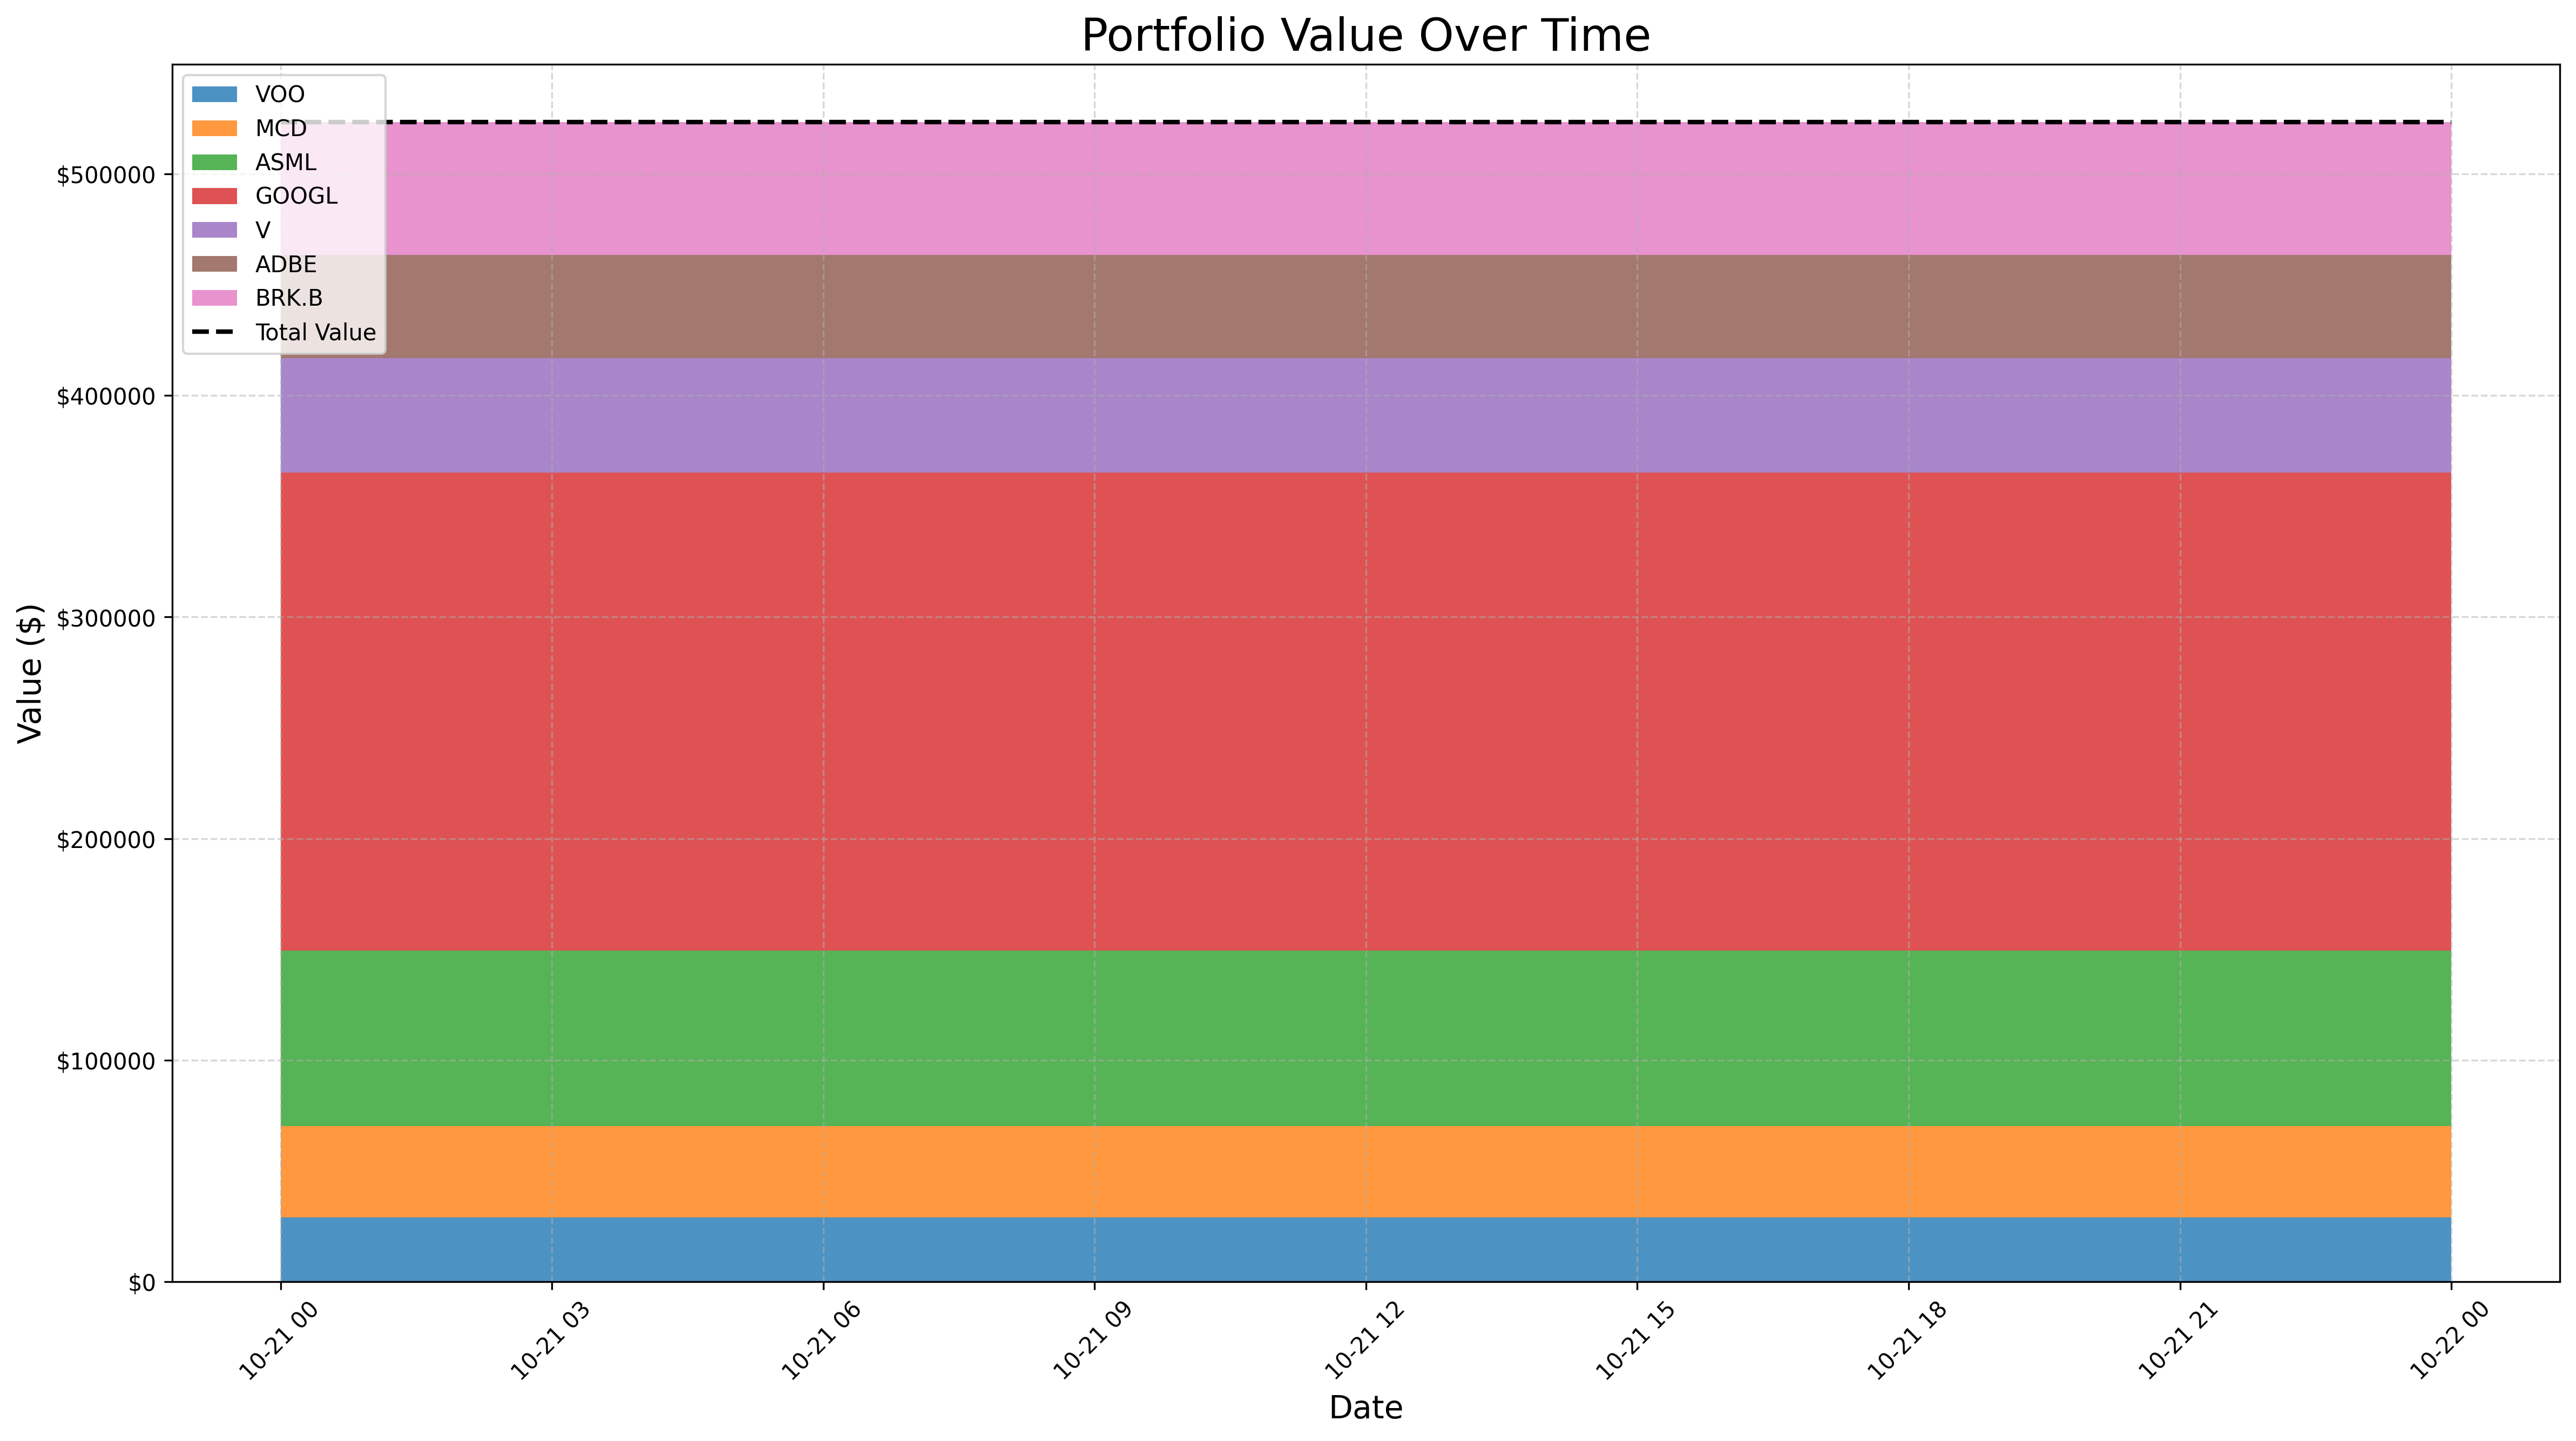 Portfolio Value Over Time
VOO
MCD
ASML
GOOGL
V
ADBE
BRK.B
Total Value
$500000
$400000
$300000
$200000
$100000
$0
Value ($)
10-21 00
10-21 03
10-21 06
10-21 09
10-21 12
10-21 15
10-21 18
10-21 21
10-22 00
Date